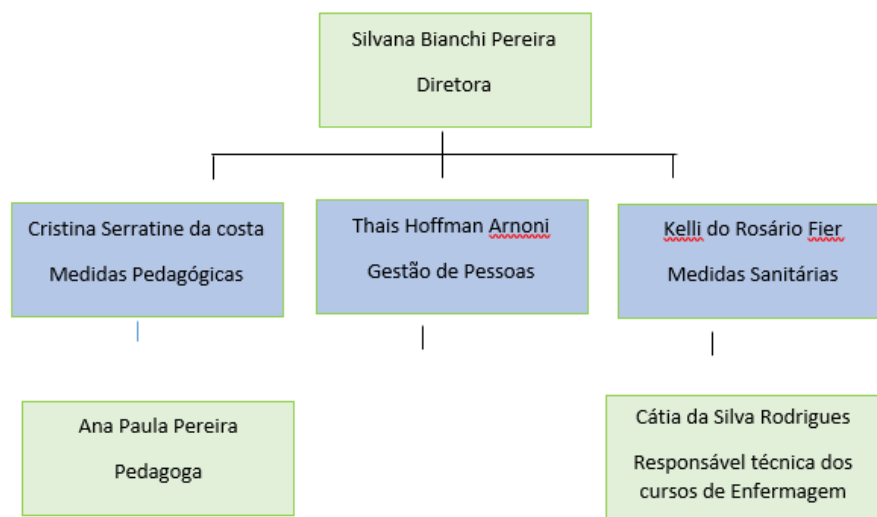 Silvana Bianchi Pereira
Diretora
Cristina Serratine da costa
Medidas Pedagógicas
Thais Hoffman Arnoni
Gestão de Pessoas
Kelli do Rosário Fier
Medidas Sanitárias
Ana Paula Pereira
Pedagoga
Cátia da Silva Rodrigues
Responsável técnica dos
cursos de Enfermagem